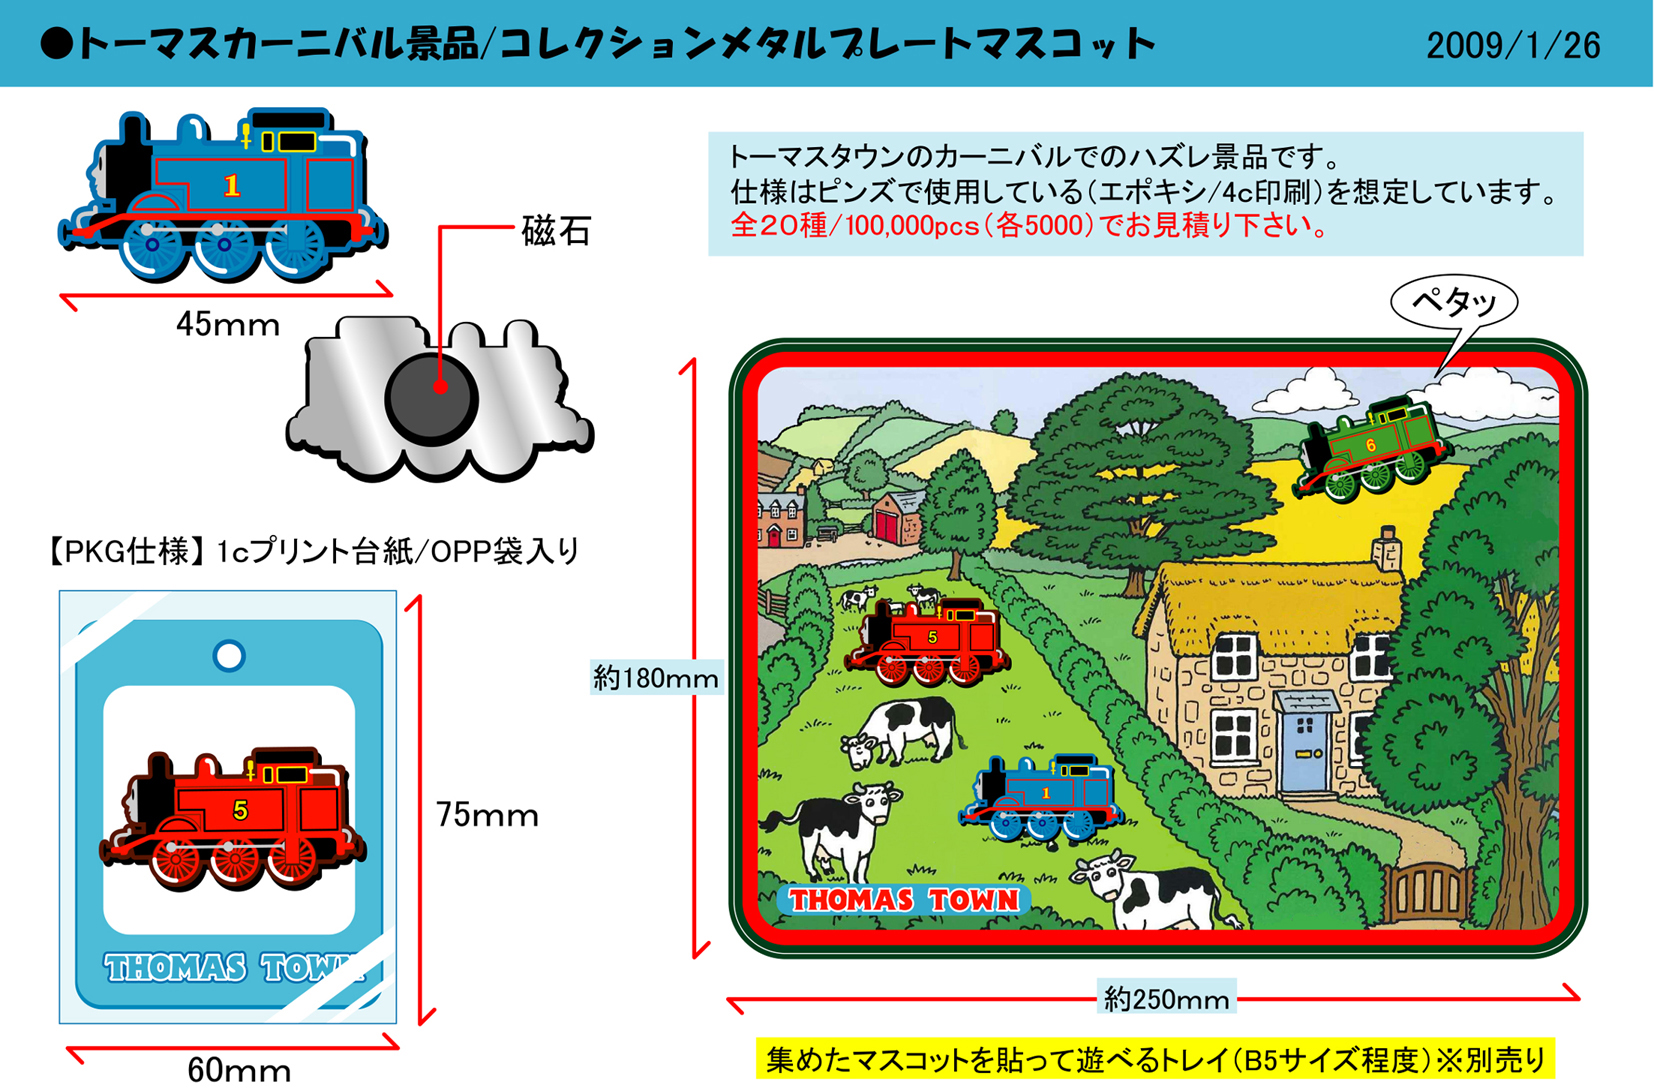 ●トーマスカーニバル景品/コレクションメタルプレートマスコット
2009/1/26
1
45mm
磁石
トーマスタウンのカーニバルでのハズレ景品です。
仕様はピンズで使用している（エポキシ/4c印刷）を想定しています。
全20種/100,000pcs（各5000）でお見積り下さい。
ペタッ
6
5
1
THOMAS TOWN
約180mm
約250mm
集めたマスコットを貼って遊べるトレイ（B5サイズ程度）※別売り
【PKG仕様】1cプリント台紙/OPP袋入り
5
THOMAS TOWN
75mm
60mm